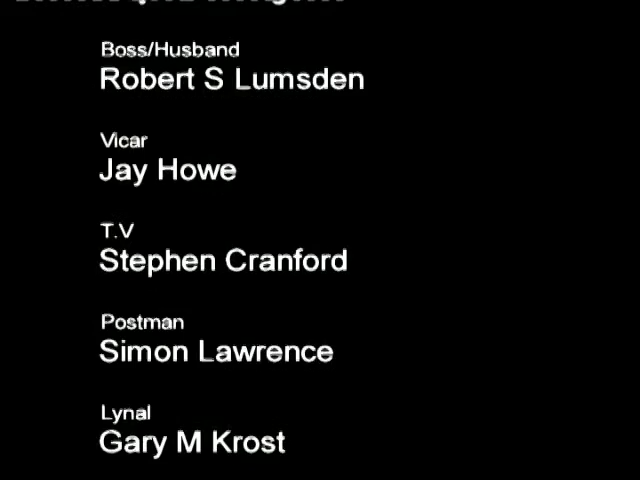 Boss/Husband
Robert S Lumsden
Vicar
Jay Howe
T.V
Stephen Cranford
Postman
Simon Lawrence
Lynal
Gary M Krost